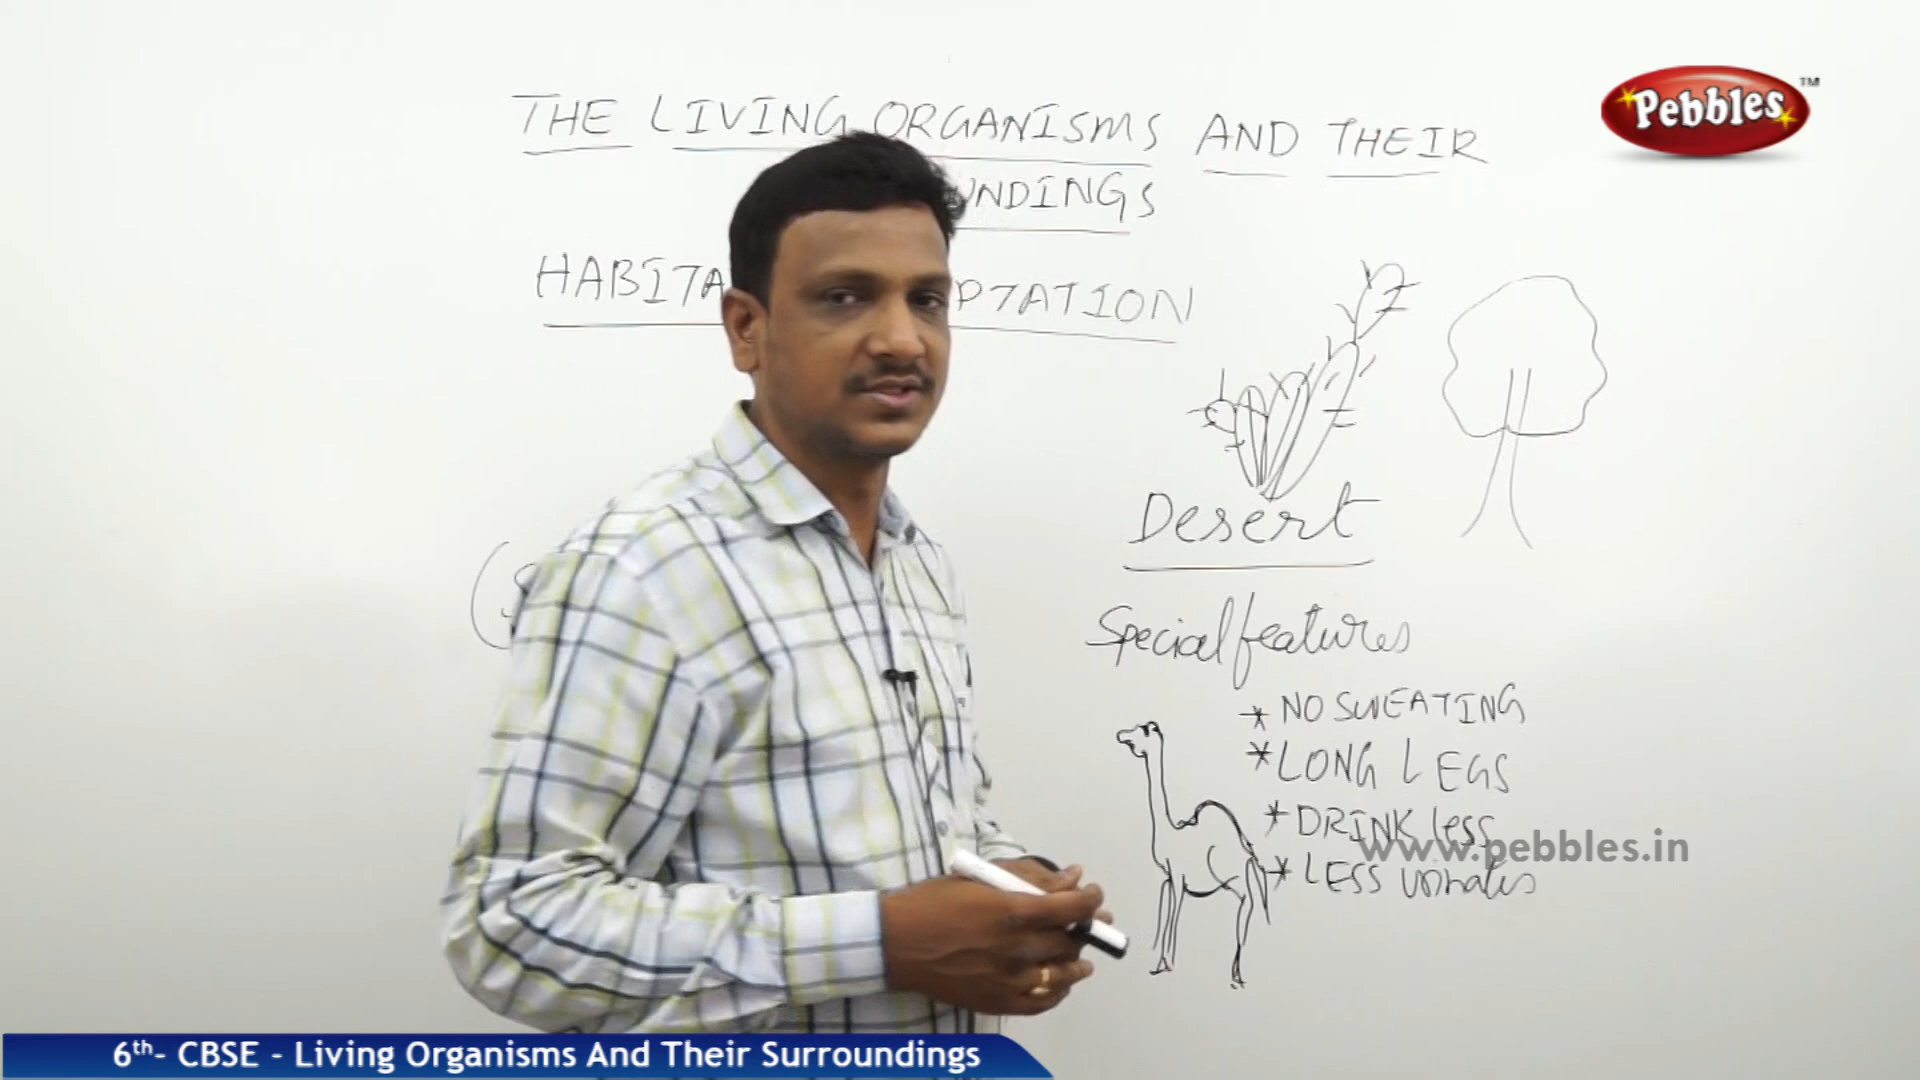 Pebbles™
THE LIVING ORGANISMS AND THEIR
UNDINGS
HABITA PTATION
Desert
Special features
* NO SWEATING
* LONG LEGS
* DRINK less
www.pebbles.in
* LESS
6th- CBSE - Living Organisms And Their Surroundings